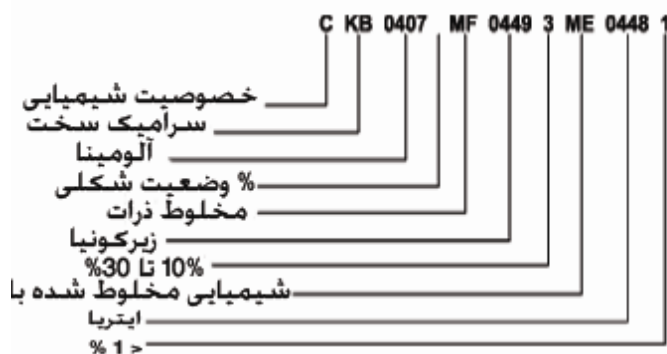 C KB 0407 . MF 0449 3 ME 0448 1
خصوصیت شیمیایی
سرامیک سخت
آلومینا
% وضعیت شکلی
مخلوط ذرات
زیرکونیا
%30 تا 10%
شیمیایی مخلوط شده با
ایتریا
% 1 >